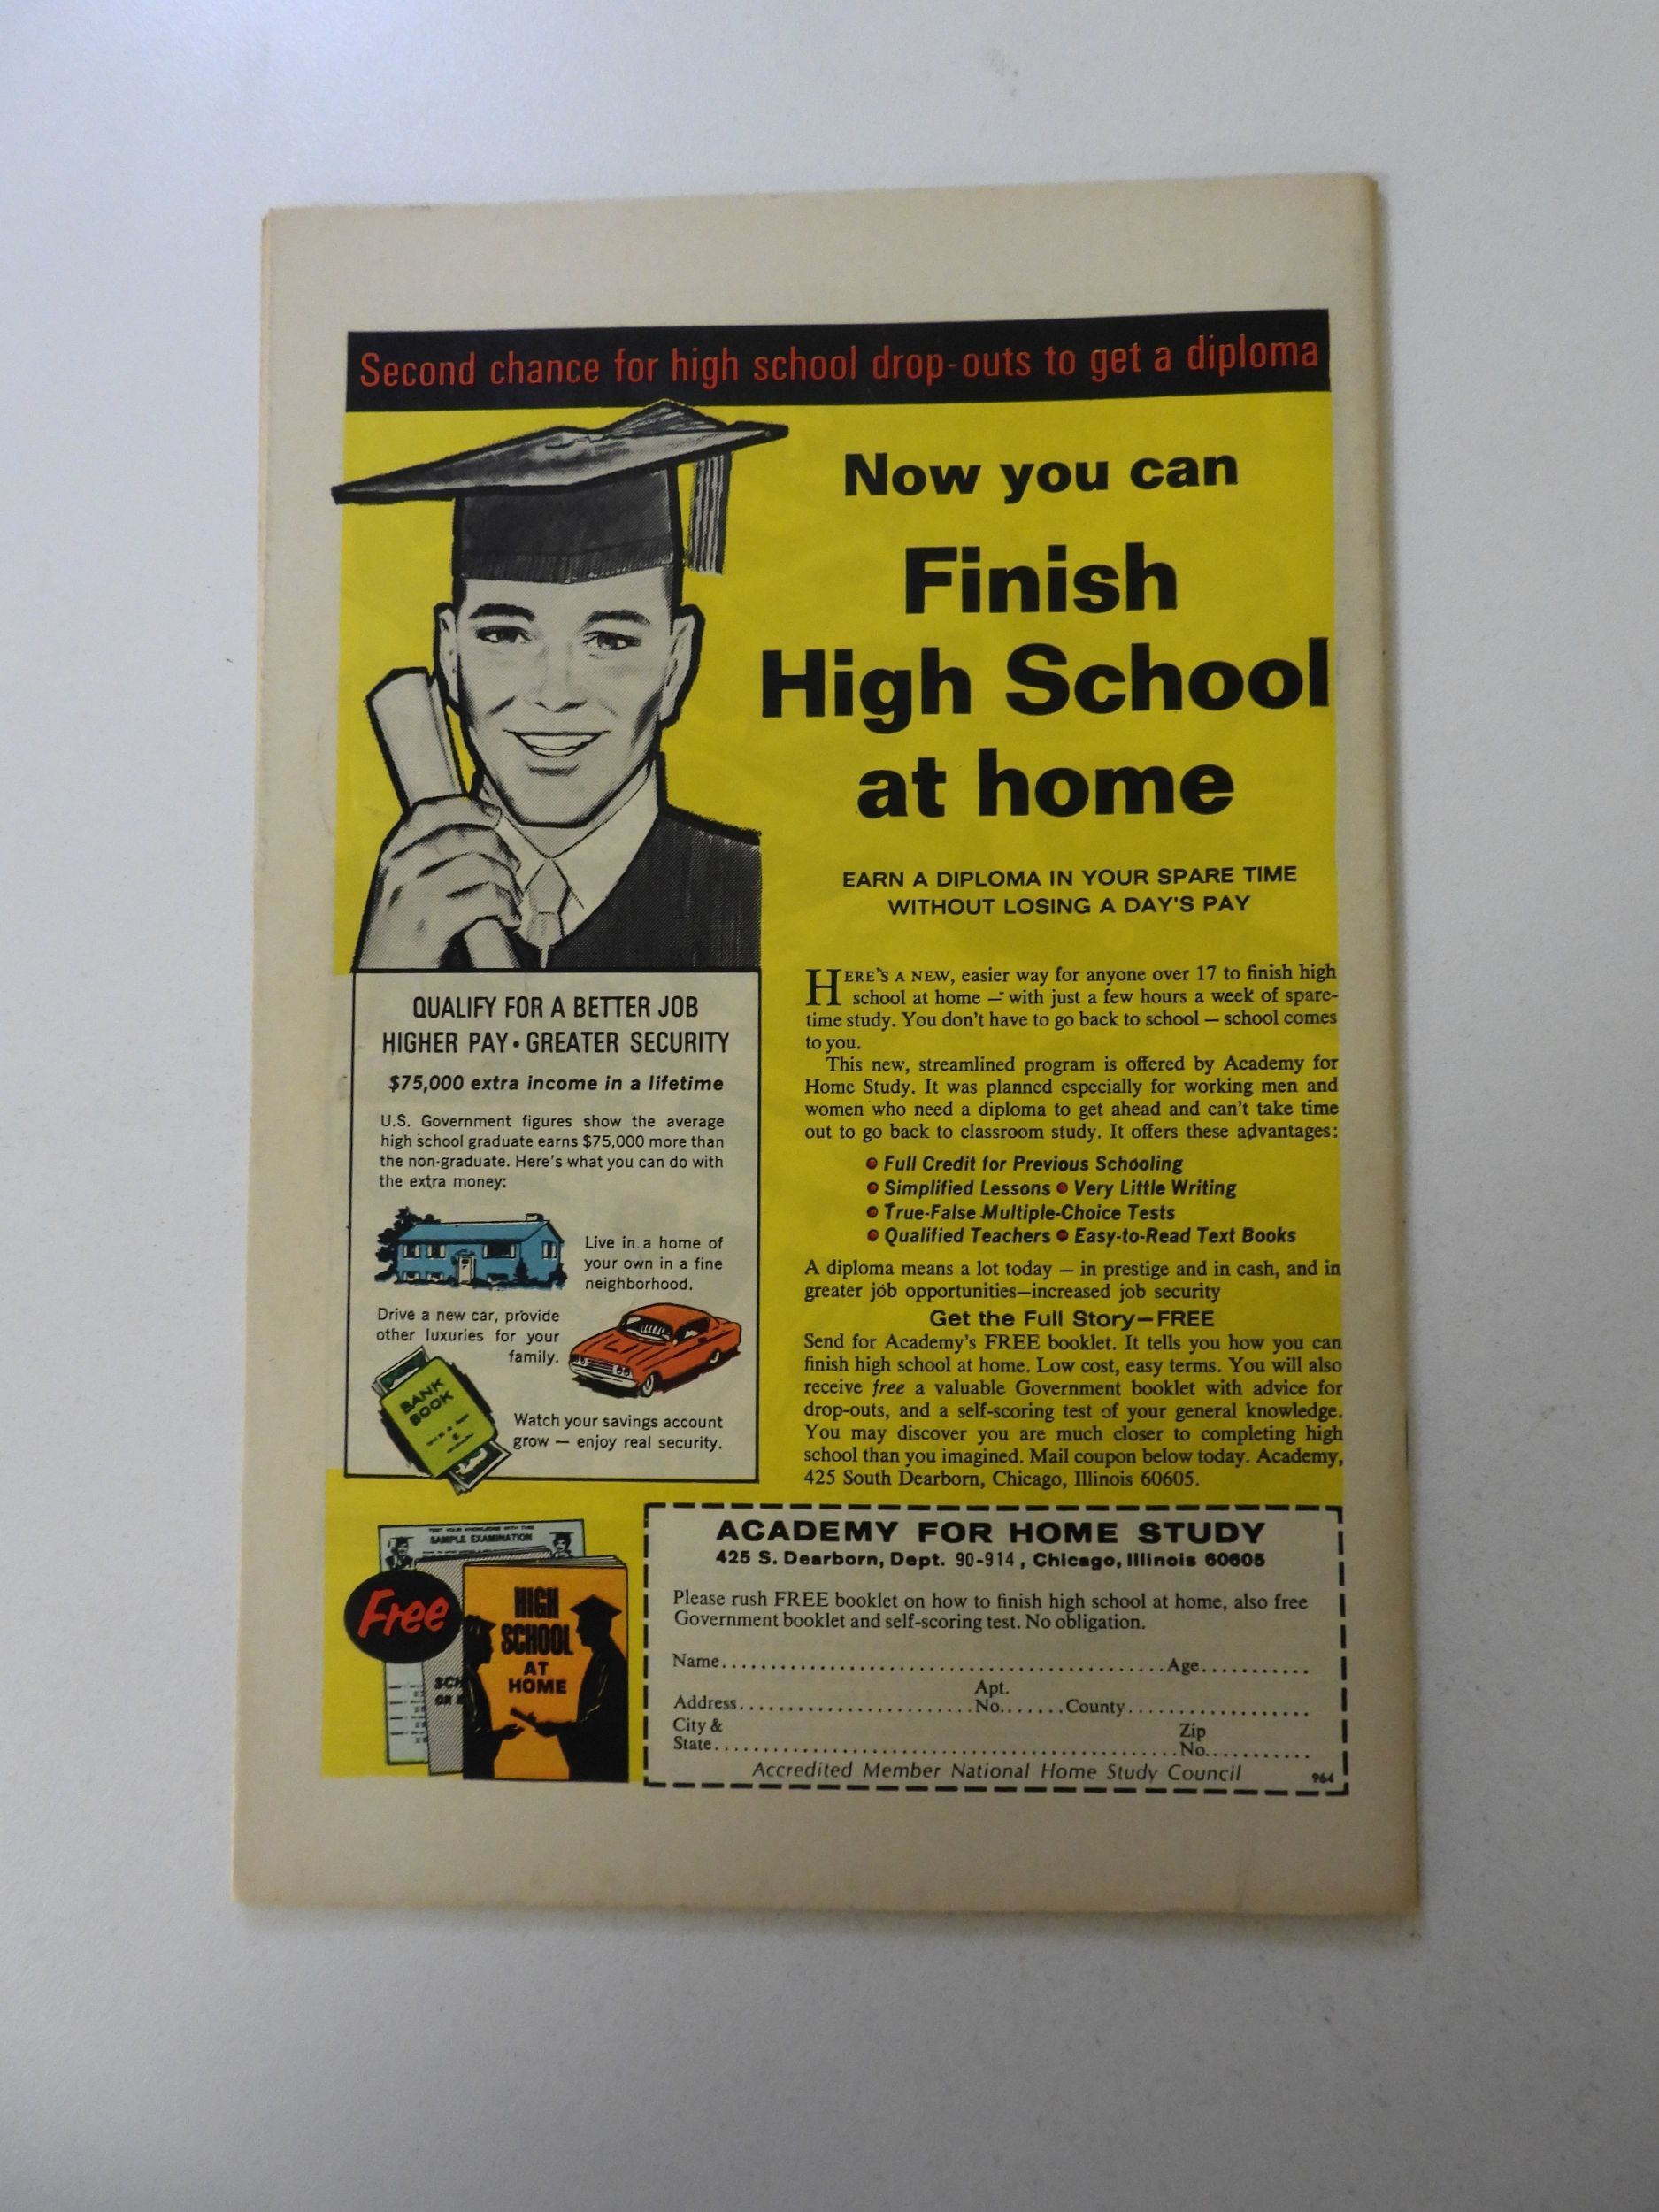 Second chance for high school drop-outs to get a diploma
Now you can
Finish
High School
at home
EARN A DIPLOMA IN YOUR SPARE TIME
WITHOUT LOSING A DAY'S PAY
QUALIFY FOR A BETTER JOB
HIGHER PAY • GREATER SECURITY
$75,000 extra income in a lifetime
U.S. Government figures show the average
high school graduate earns $75,000 more than
the non-graduate. Here's what you can do with
the extra money:
Live in a home of
your own in a fine
neighborhood.
Drive a new car, provide
other luxuries for your
family.
BANK
BOOK
Watch your savings account
grow — enjoy real security.
HERE'S A NEW, easier way for anyone over 17 to finish high
school at home — with just a few hours a week of spare-
time study. You don't have to go back to school — school comes
to you.
This new, streamlined program is offered by Academy for
Home Study. It was planned especially for working men and
women who need a diploma to get ahead and can't take time
out to go back to classroom study. It offers these advantages:
• Full Credit for Previous Schooling
• Simplified Lessons • Very Little Writing
• True-False Multiple-Choice Tests
• Qualified Teachers • Easy-to-Read Text Books
A diploma means a lot today — in prestige and in cash, and in
greater job opportunities—increased job security
Get the Full Story—FREE
Send for Academy's FREE booklet. It tells you how you can
finish high school at home. Low cost, easy terms. You will also
receive free a valuable Government booklet with advice for
drop-outs, and a self-scoring test of your general knowledge.
You may discover you are much closer to completing high
school than you imagined. Mail coupon below today. Academy,
425 South Dearborn, Chicago, Illinois 60605.
TEST YOUR KNOWLEDGE WITH THIS
SAMPLE EXAMINATION
Free
SCH
OR
HIGH
SCHOOL
AT
HOME
ACADEMY FOR HOME STUDY
425 S. Dearborn, Dept. 90-914, Chicago, Illinois 60605
Please rush FREE booklet on how to finish high school at home, also free
Government booklet and self-scoring test. No obligation.
Name.............................................Age...........
Apt.
Address........................No.......County..................
City & Zip
State...............................................No...........
Accredited Member National Home Study Council 964